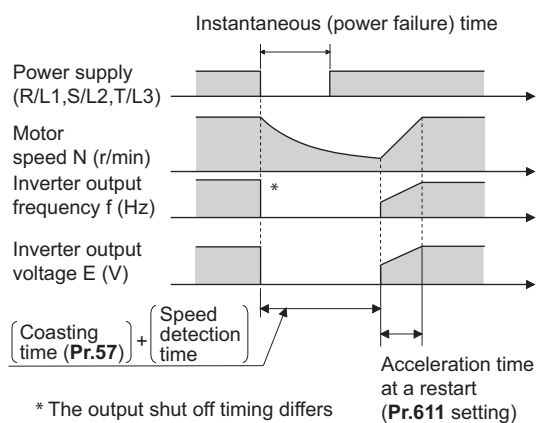 Instantaneous (power failure) time
Power supply
(R/L1,S/L2,T/L3)
Motor
speed N (r/min)
Inverter output
frequency f (Hz)
*
Inverter output
voltage E (V)
Coasting
time (Pr.57)
+
Speed
detection
time
Acceleration time
at a restart
(Pr.611 setting)
* The output shut off timing differs